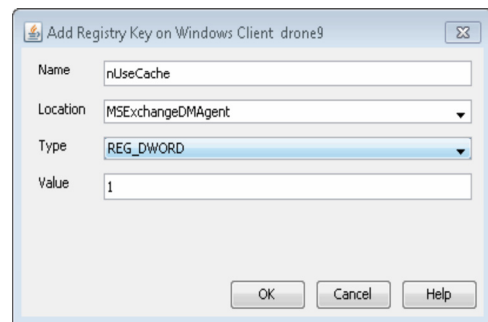 Add Registry Key on Windows Client drone9
Name nUseCache
Location MSExchangeDMAgent
Type REG_DWORD
Value 1
OK Cancel Help